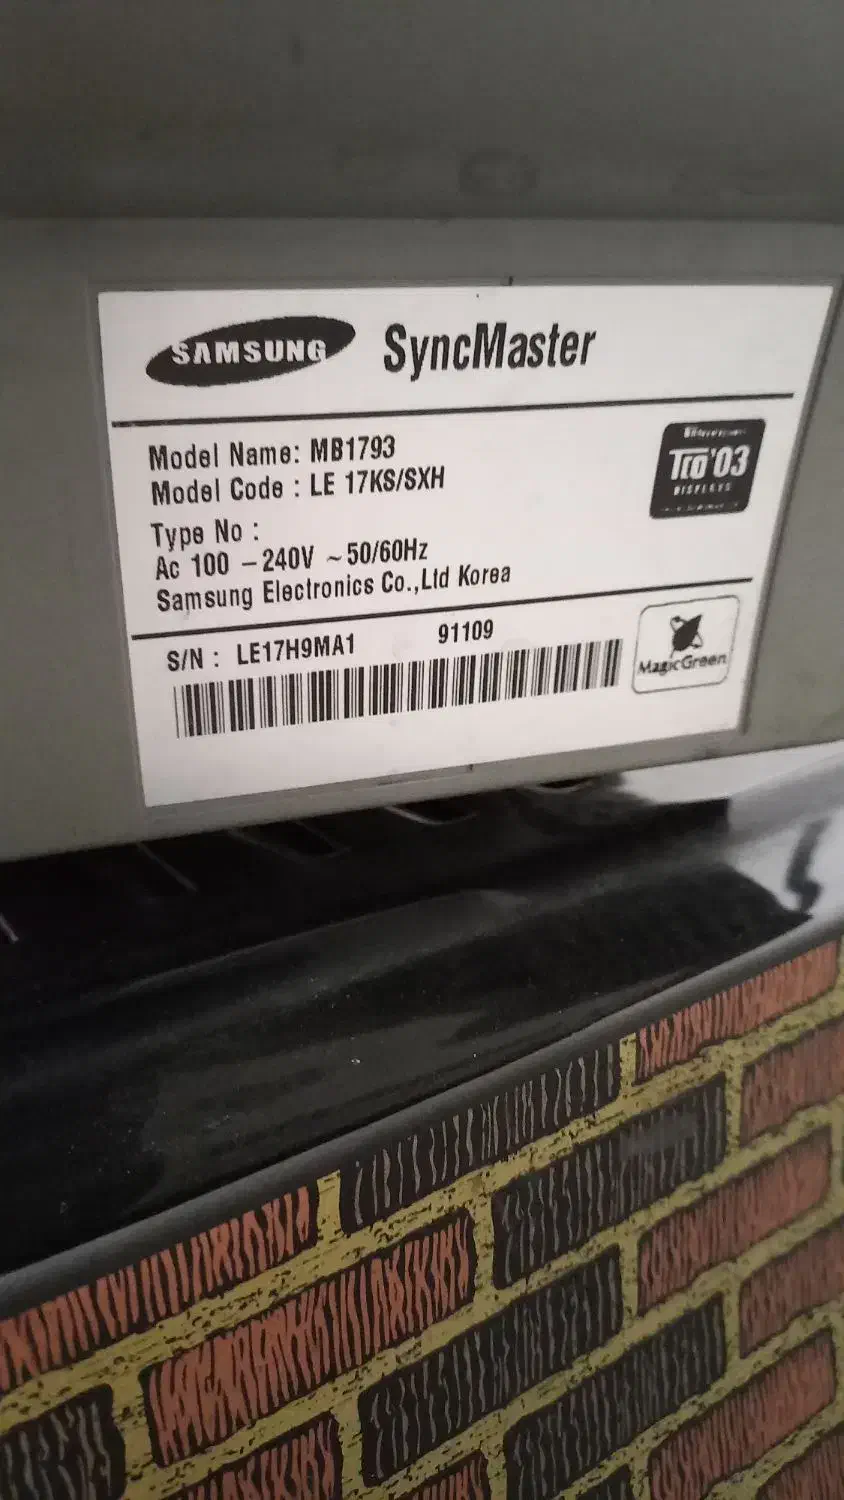 SAMSUNG SyncMaster
Model Name: MB1793
Model Code : LE 17KS/SXH
Type No :
Ac 100 – 240V ~ 50/60Hz
Samsung Electronics Co.,Ltd Korea
TCO'03
DISPLAYS
S/N : LE17H9MA1 91109
MagicGreen